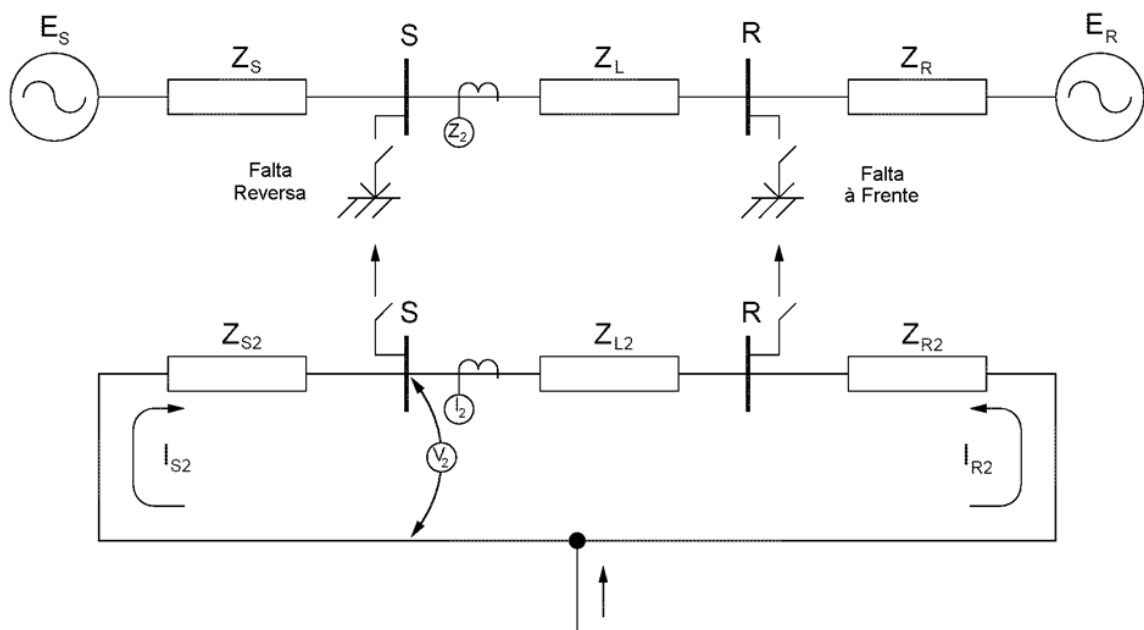 E_S
Z_S
S
Z_L
R
Z_R
E_R
Z_2
Falta
Reversa
Falta
à Frente
S
R
Z_S2
Z_L2
Z_R2
I_2
I_S2
V_2
I_R2